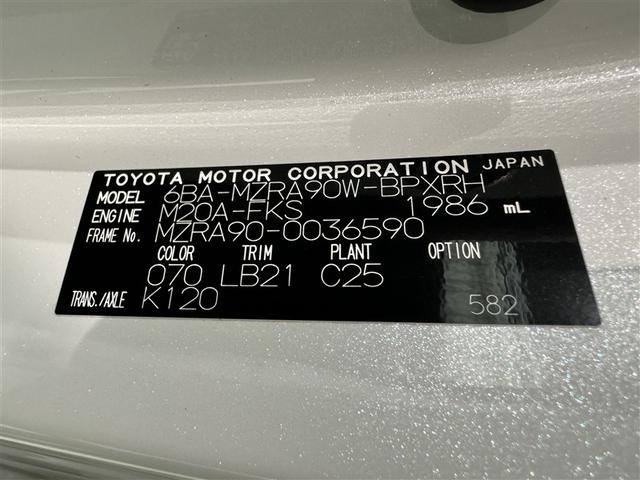 TOYOTA MOTOR CORPORATION JAPAN
MODEL 6BA-MZRA90W-BPXRH
ENGINE M20A-FKS 1986 mL
FRAME No. MZRA90-0036590
COLOR TRIM PLANT OPTION
070 LB21 C25
TRANS./AXLE K120 582